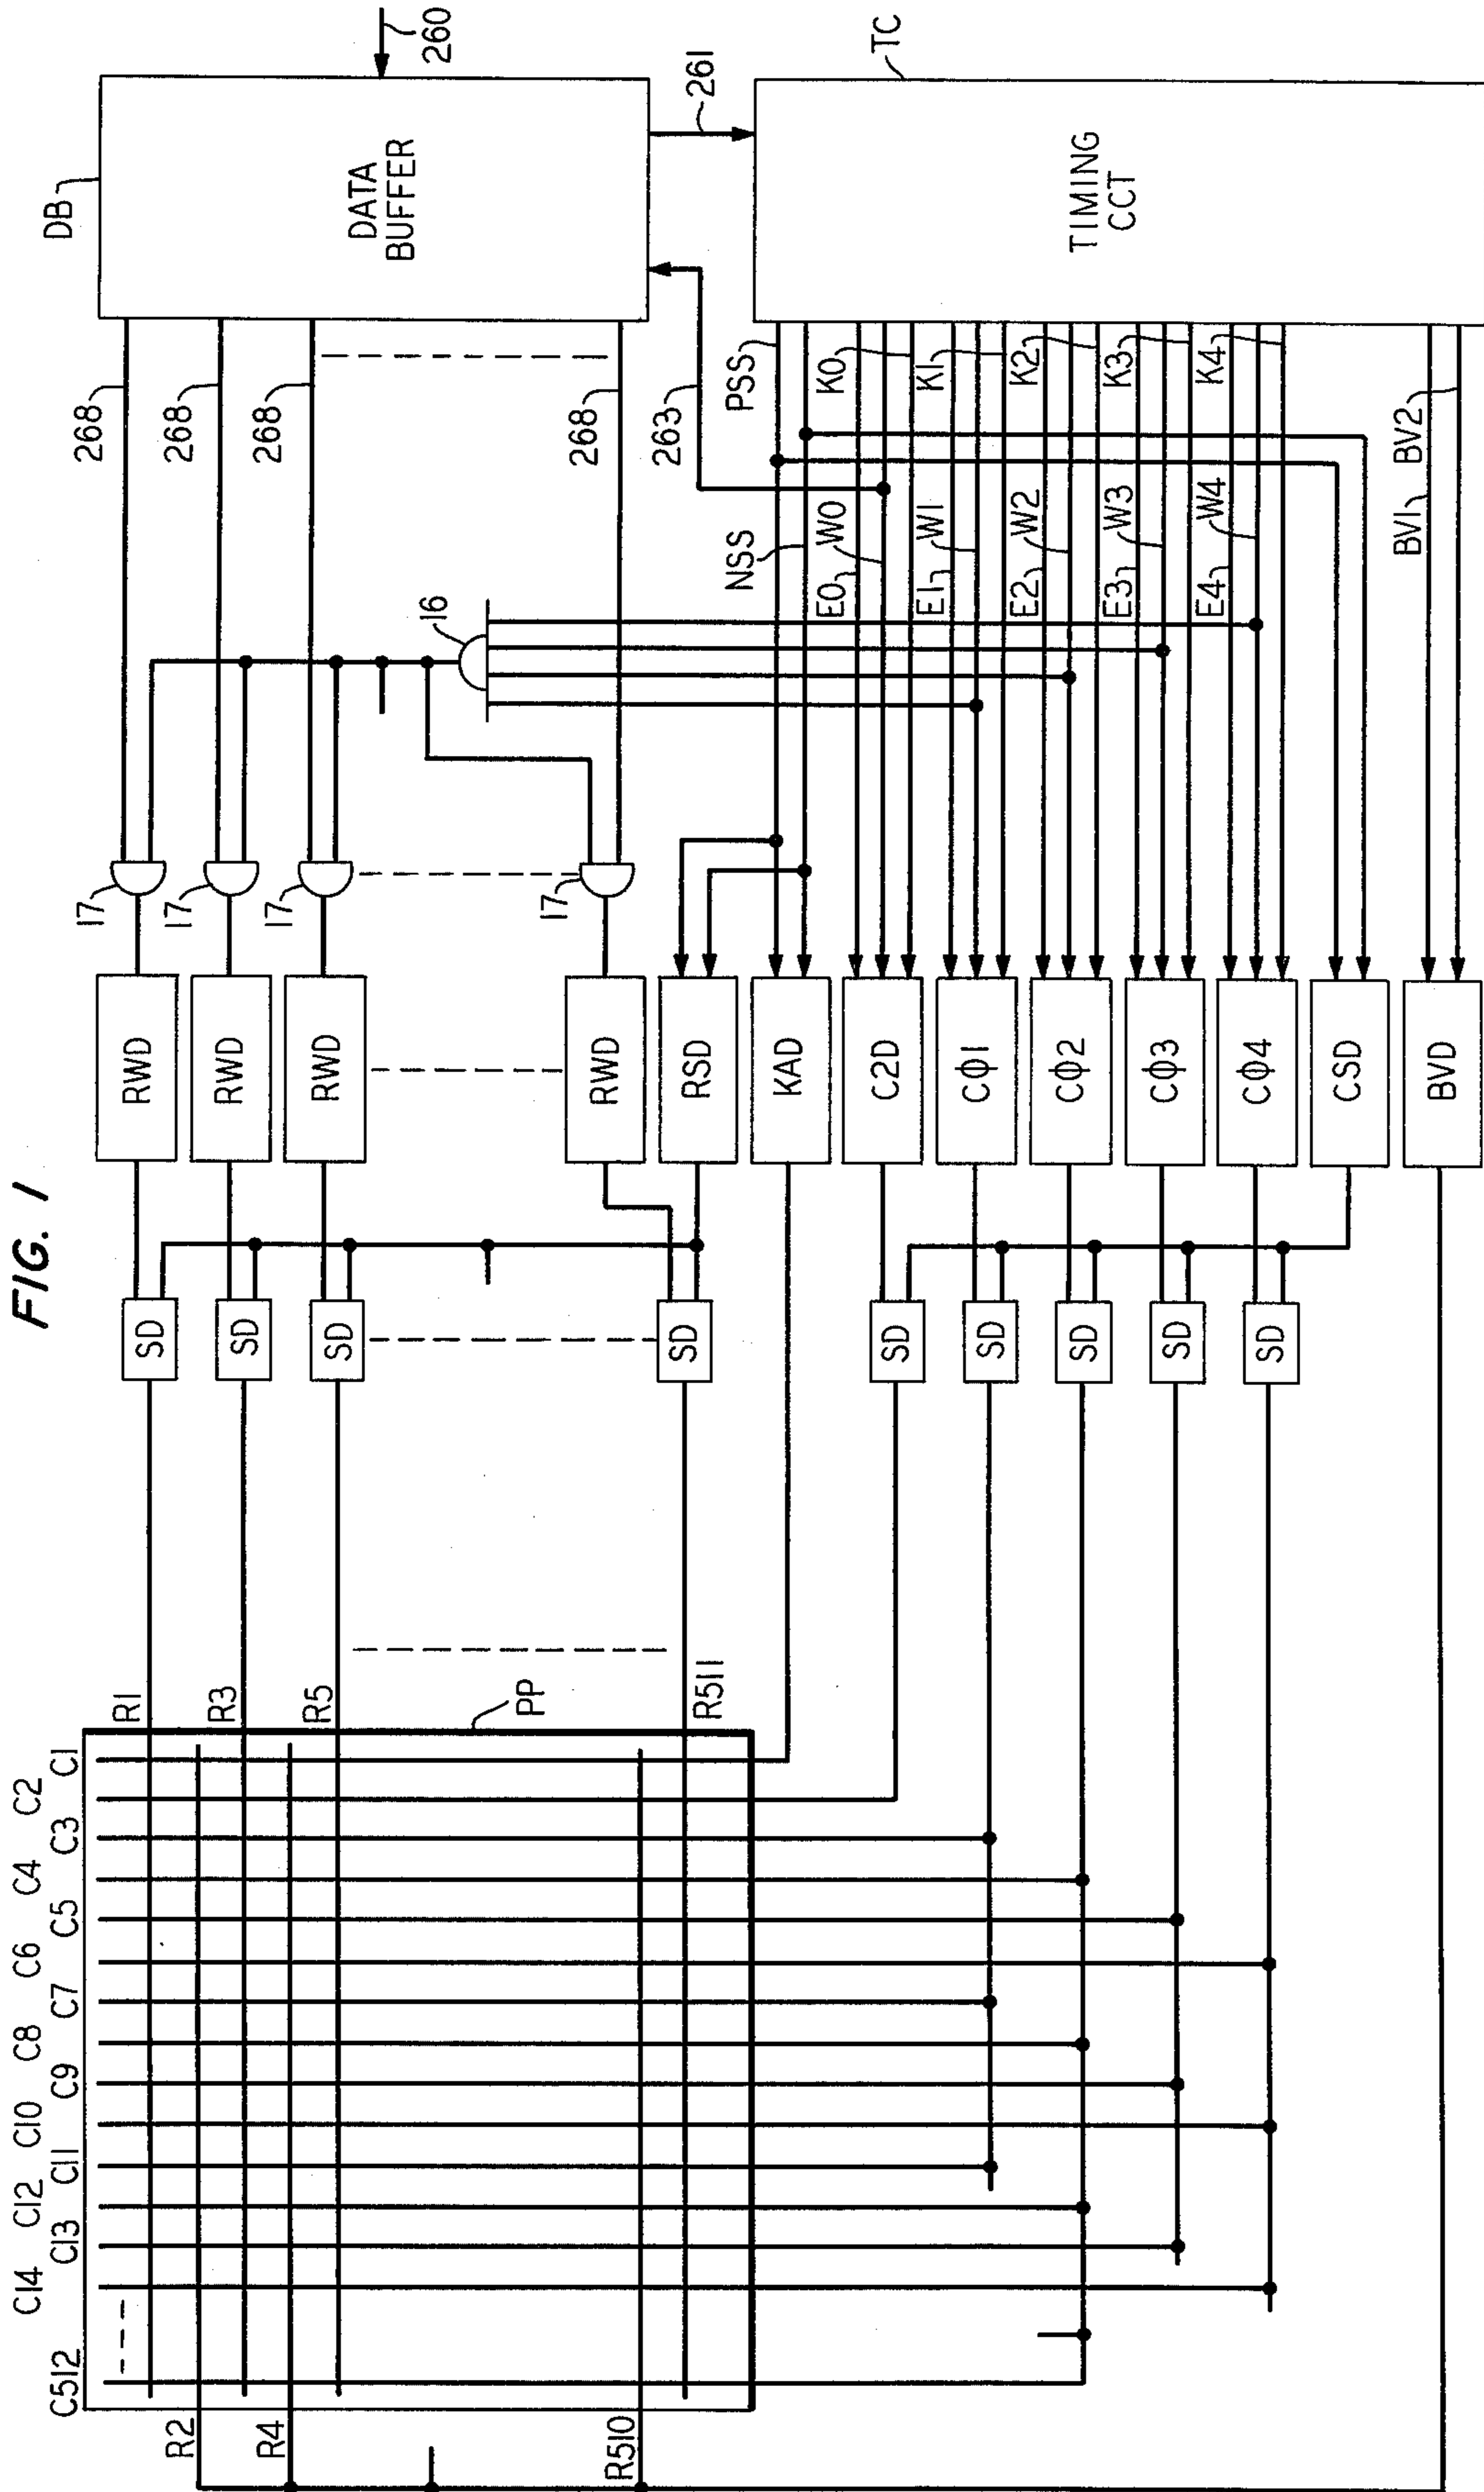 FIG. 1
DB
DATA
BUFFER
260
261
TC
TIMING
CCT
268
268
268
268
263
PSS
NSS
K0
E0
W0
K1
E1
W1
K2
E2
W2
K3
E3
W3
K4
E4
W4
BV1
BV2
16
17
17
17
17
RWD
RWD
RWD
RWD
RSD
KAD
C2D
CΦ1
CΦ2
CΦ3
CΦ4
CSD
BVD
SD
SD
SD
SD
SD
SD
SD
SD
SD
R1
R3
R5
R511
PP
C1
C2
C3
C4
C5
C6
C7
C8
C9
C10
C11
C12
C13
C14
C512
R2
R4
R510